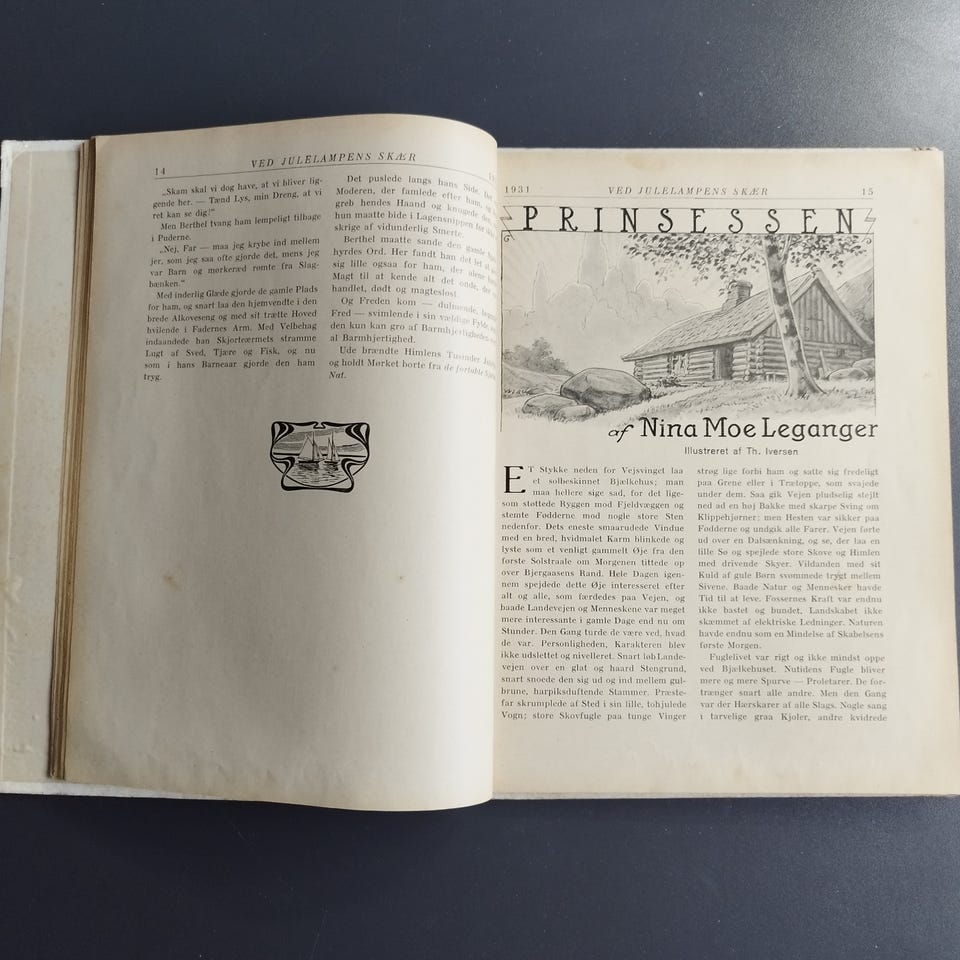 14
VED JULELAMPENS SKÆR
„Skam skal vi dog have, at vi bliver lig-
gende her. — Tænd Lys, min Dreng, at vi
ret kan se dig!"
Men Berthel tvang ham lempeligt tilbage
i Puderne.
„Nej, Far — maa jeg krybe ind mellem
jer, som jeg saa ofte gjorde det, mens jeg
var Barn og mørkeræd rømte fra Slag-
bænken."
Med inderlig Glæde gjorde de gamle Plads
for ham, og snart laa den hjemvendte i den
brede Alkoveseng og med sit trætte Hoved
hvilende i Faderens Arm. Med Velbehag
indaandede han Skjorteærmets stramme
Lugt af Sved, Tjære og Fisk, og nu
som i hans Barneaar gjorde den ham
tryg.
Det puslede langs hans Side.
Moderen, der famlede efter ham,
greb hendes Haand og knugede den,
hun maatte bide i Lagensnippen for ikke
skrige af vidunderlig Smerte.
Berthel maatte sande den gamle
hyrdes Ord. Her fandt han det
sig lille ogsaa for ham, der alene
Magt til at kende alt det onde, der
handlet, dødt og magtesløst.
Og Freden kom — dulmende,
Fred — svimlende i sin vældige Fylde,
den kun kan gro af Barmhjertigheden
al Barmhjertighed.
Ude brændte Himlens Tusinder
og holdt Mørket borte fra de fortabte
Nat.
1931
VED JULELAMPENS SKÆR
15
PRINSESSEN
af Nina Moe Leganger
Illustreret af Th. Iversen
ET Stykke neden for Vejsvinget laa
et solbeskinnet Bjælkehus; man
maa hellere sige sad, for det lige-
som støttede Ryggen mod Fjeldvæggen og
stemte Fødderne mod nogle store Sten
nedenfor. Dets eneste smaarudede Vindue
med en bred, hvidmalet Karm blinkede og
lyste som et venligt gammelt Øje fra den
første Solstraale om Morgenen tittede op
over Bjergaasens Rand. Hele Dagen igen-
nem spejdede dette Øje interesseret efter
alt og alle, som færdedes paa Vejen, og
baade Landevejen og Menneskene var meget
mere interessante i gamle Dage end nu om
Stunder. Den Gang turde de være ved, hvad
de var. Personligheden, Karakteren blev
ikke udslettet og nivelleret. Snart løb Lande-
vejen over en glat og haard Stengrund,
snart snoede den sig ud og ind mellem gul-
brune, harpiksduftende Stammer. Præste-
far skrumplede af Sted i sin lille, tohjulede
Vogn; store Skovfugle paa tunge Vinger
strøg lige forbi ham og satte sig fredeligt
paa Grene eller i Trætoppe, som svajede
under dem. Saa gik Vejen pludselig stejlt
ned ad en høj Bakke med skarpe Sving om
Klippehjørner; men Hesten var sikker paa
Fødderne og undgik alle Farer. Vejen førte
ud over en Dalsænkning, og se, der laa en
lille Sø og spejlede store Skove og Himlen
med drivende Skyer. Vildanden med sit
Kuld af gule Børn svømmede trygt mellem
Sivene. Baade Natur og Mennesker havde
Tid til at leve. Fossernes Kraft var endnu
ikke bastet og bundet, Landskabet ikke
skæmmet af elektriske Ledninger. Naturen
havde endnu som en Mindelse af Skabelsens
første Morgen.
Fuglelivet var rigt og ikke mindst oppe
ved Bjælkehuset. Nutidens Fugle bliver
mere og mere Spurve — Proletarer. De for-
trænger snart alle andre. Men den Gang
var der Hærskarer af alle Slags. Nogle sang
i tarvelige graa Kjoler, andre kvidrede